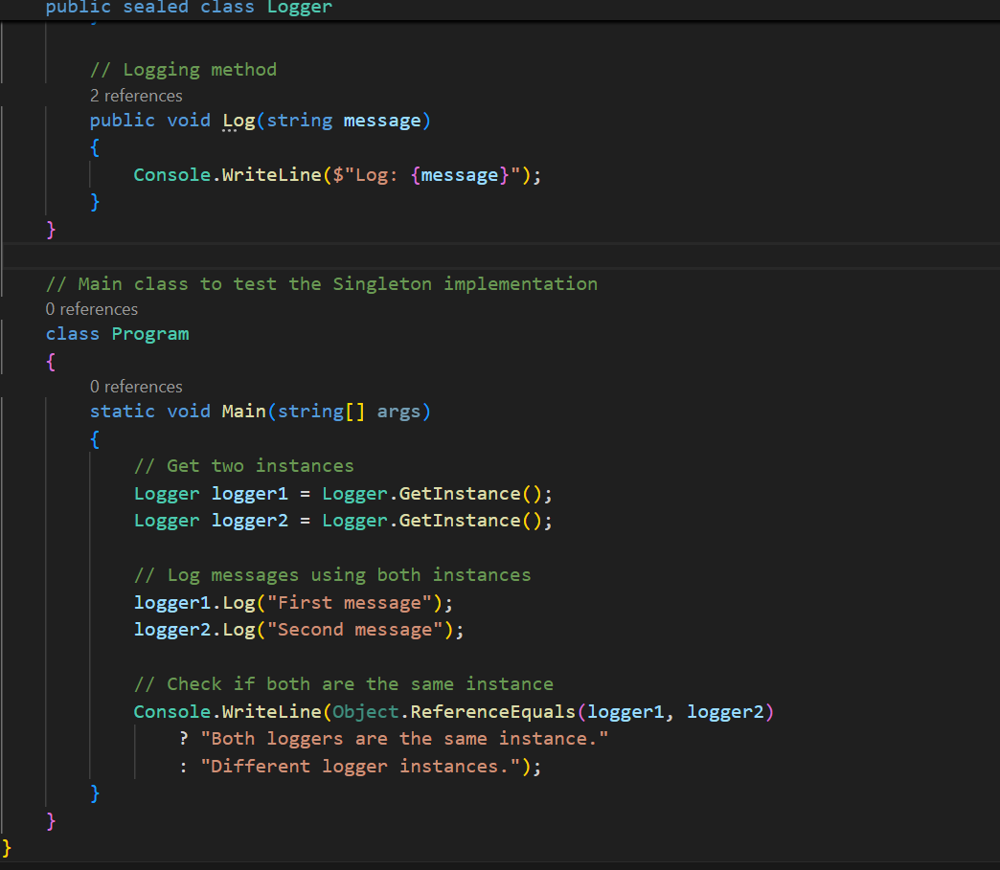 public sealed class Logger
}

// Logging method
2 references
public void Log(string message)
{
    Console.WriteLine($"Log: {message}");
}
}

// Main class to test the Singleton implementation
0 references
class Program
{
0 references
static void Main(string[] args)
{
// Get two instances
Logger logger1 = Logger.GetInstance();
Logger logger2 = Logger.GetInstance();

// Log messages using both instances
logger1.Log("First message");
logger2.Log("Second message");

// Check if both are the same instance
Console.WriteLine(Object.ReferenceEquals(logger1, logger2)
? "Both loggers are the same instance."
: "Different logger instances.");
}
}
}